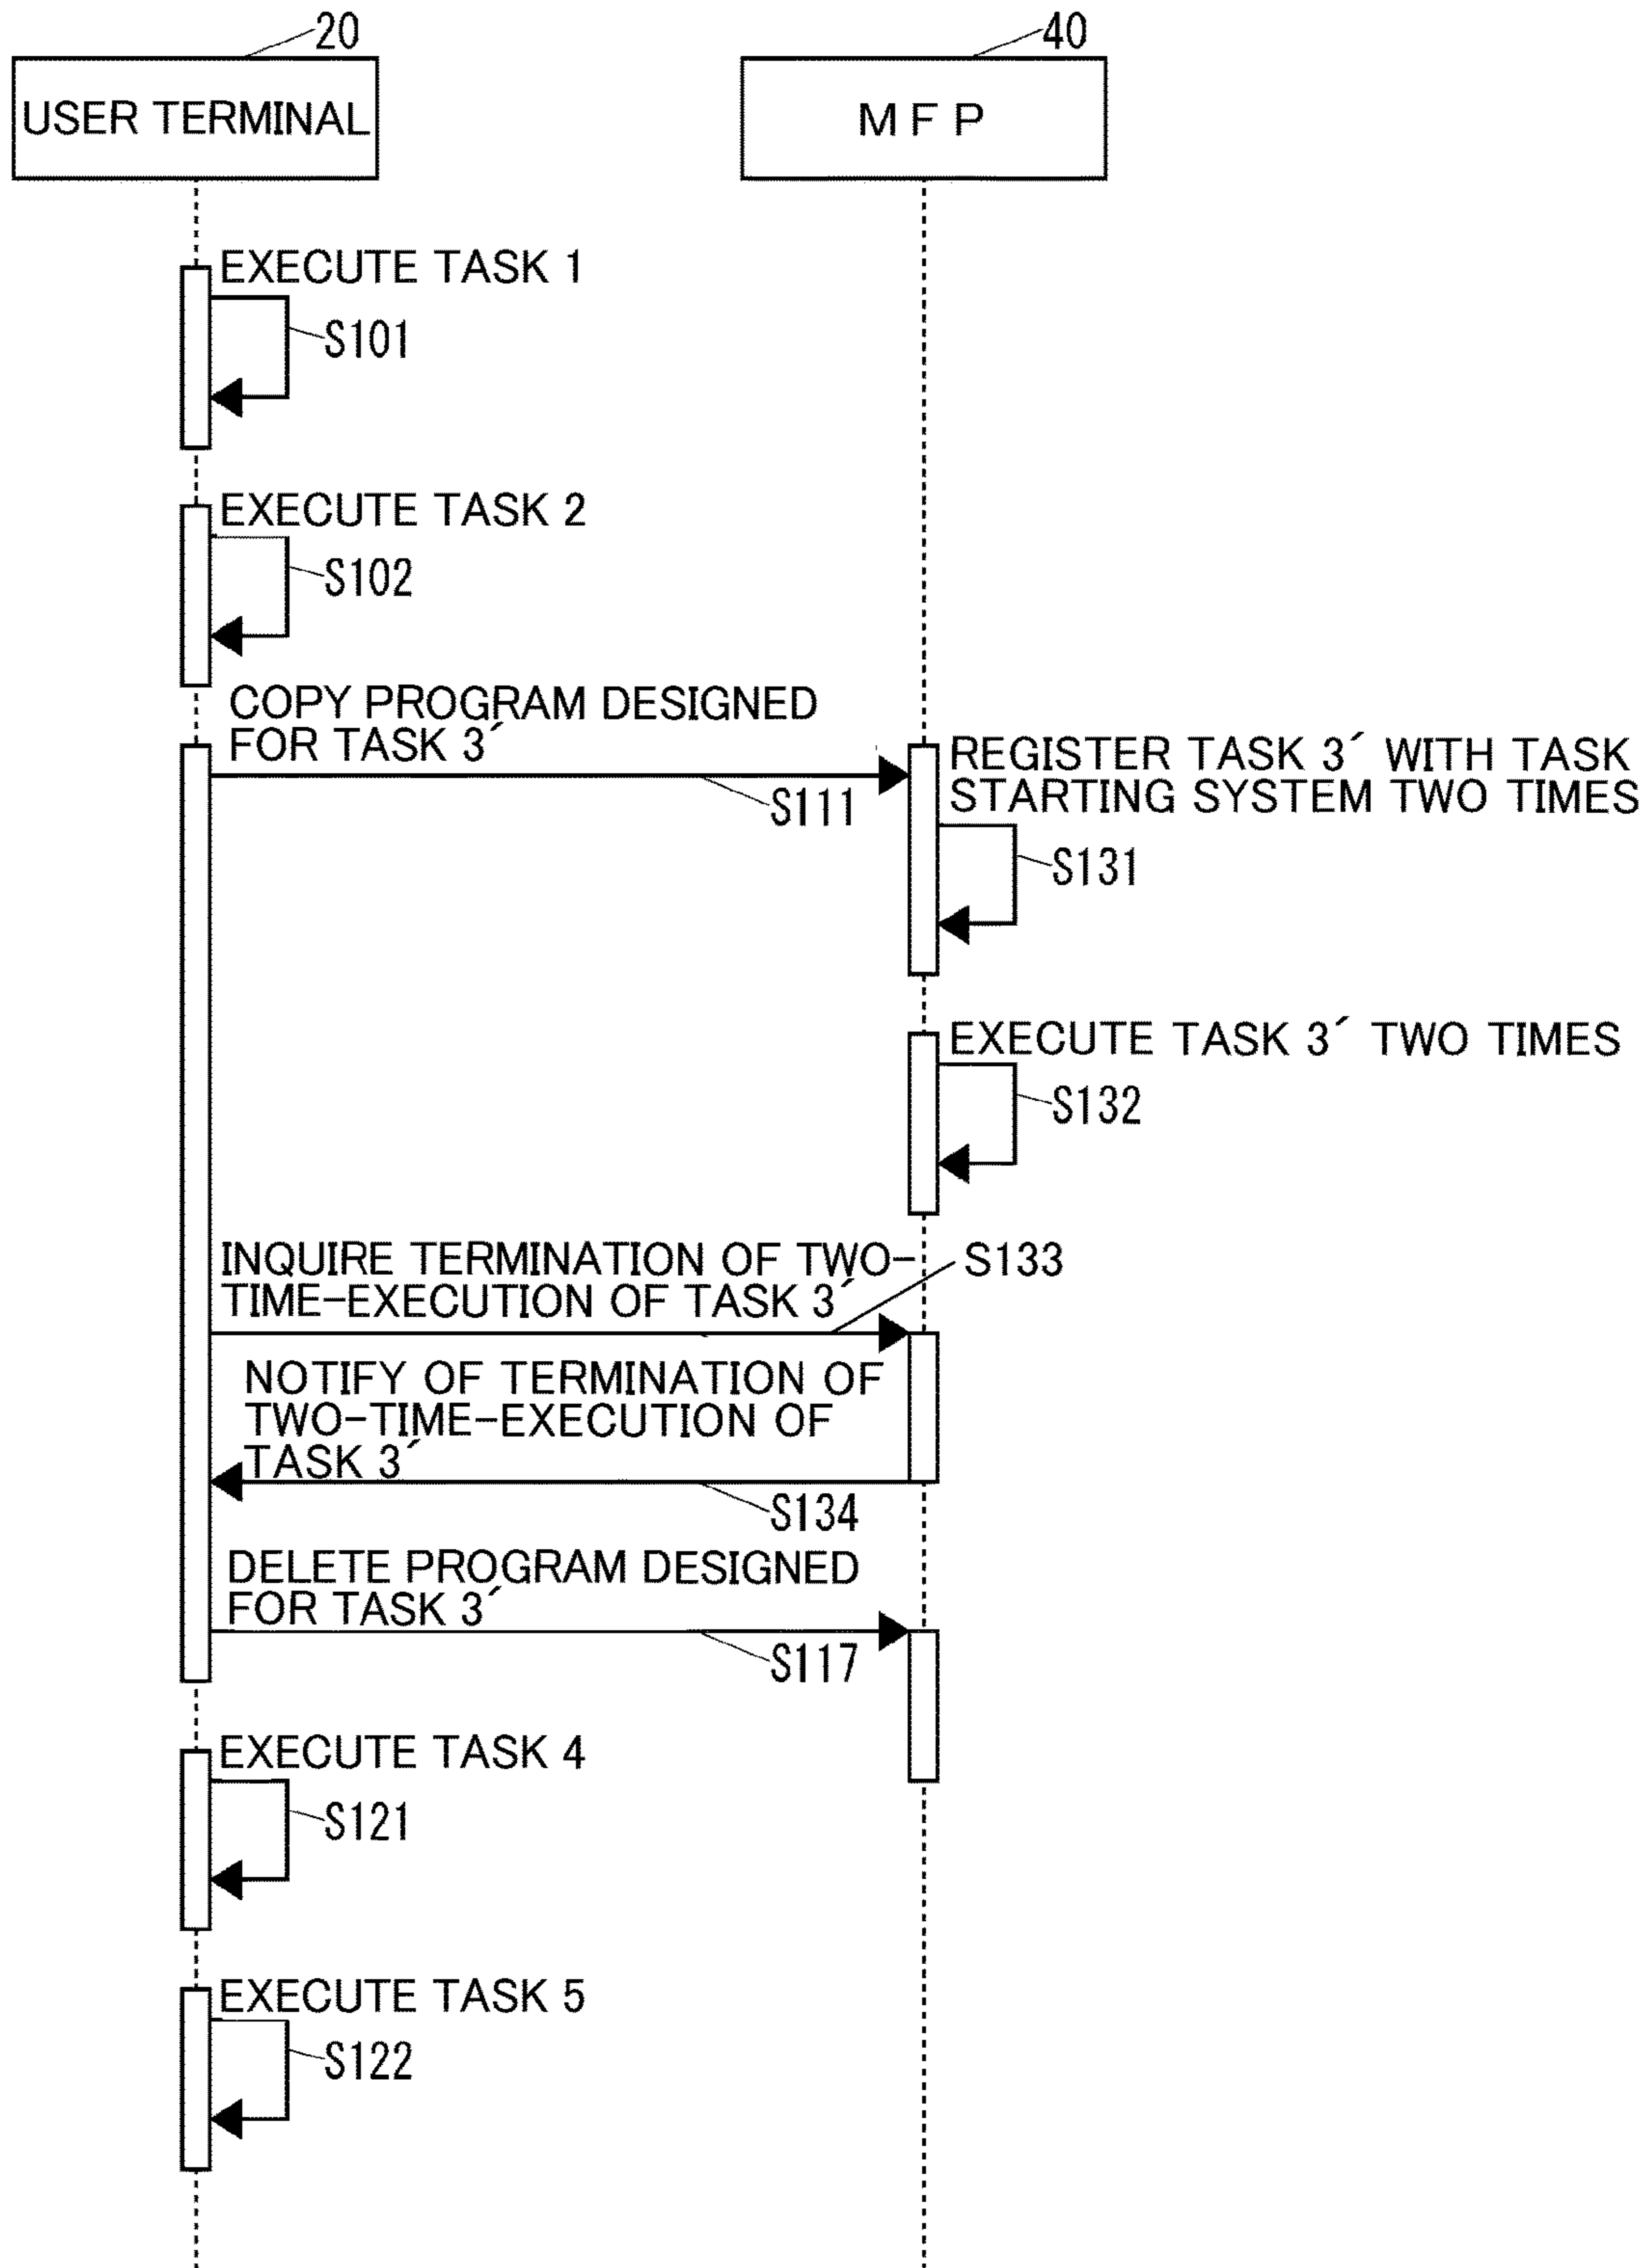 20
40
USER TERMINAL
M F P
EXECUTE TASK 1
S101
EXECUTE TASK 2
S102
COPY PROGRAM DESIGNED
FOR TASK 3´
S111
REGISTER TASK 3´ WITH TASK
STARTING SYSTEM TWO TIMES
S131
EXECUTE TASK 3´ TWO TIMES
S132
INQUIRE TERMINATION OF TWO-
TIME-EXECUTION OF TASK 3´
S133
NOTIFY OF TERMINATION OF
TWO-TIME-EXECUTION OF
TASK 3´
S134
DELETE PROGRAM DESIGNED
FOR TASK 3´
S117
EXECUTE TASK 4
S121
EXECUTE TASK 5
S122